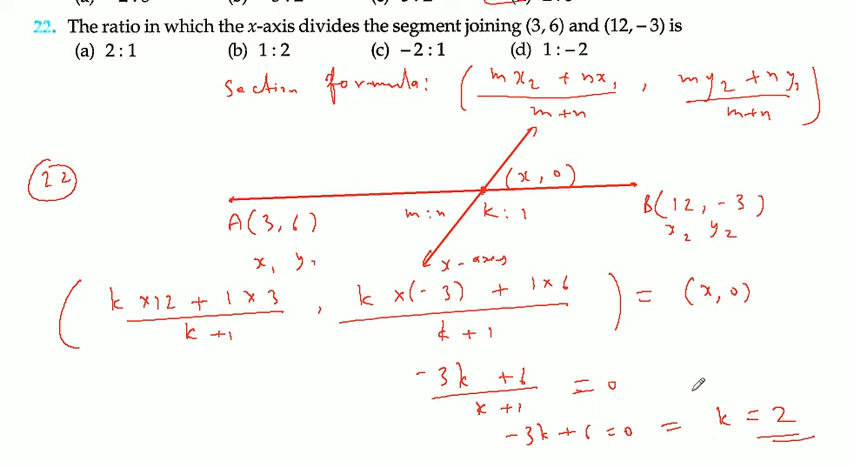 22. The ratio in which the x-axis divides the segment joining (3, 6) and (12, – 3) is
(a) 2 : 1 (b) 1 : 2 (c) – 2 : 1 (d) 1 : – 2
Section formula: ( mx₂ + nx₁ / m+n , my₂ + ny₁ / m+n )
22
(x, 0)
A(3, 6) m:n k : 1 B(12, -3)
x₁ y₁ x₂ y₂
x-axis
( k×12 + 1×3 / k+1 , k×(-3) + 1×6 / k+1 ) = (x, 0)
-3k + 6 / k+1 = 0
-3k + 6 = 0 = k = 2